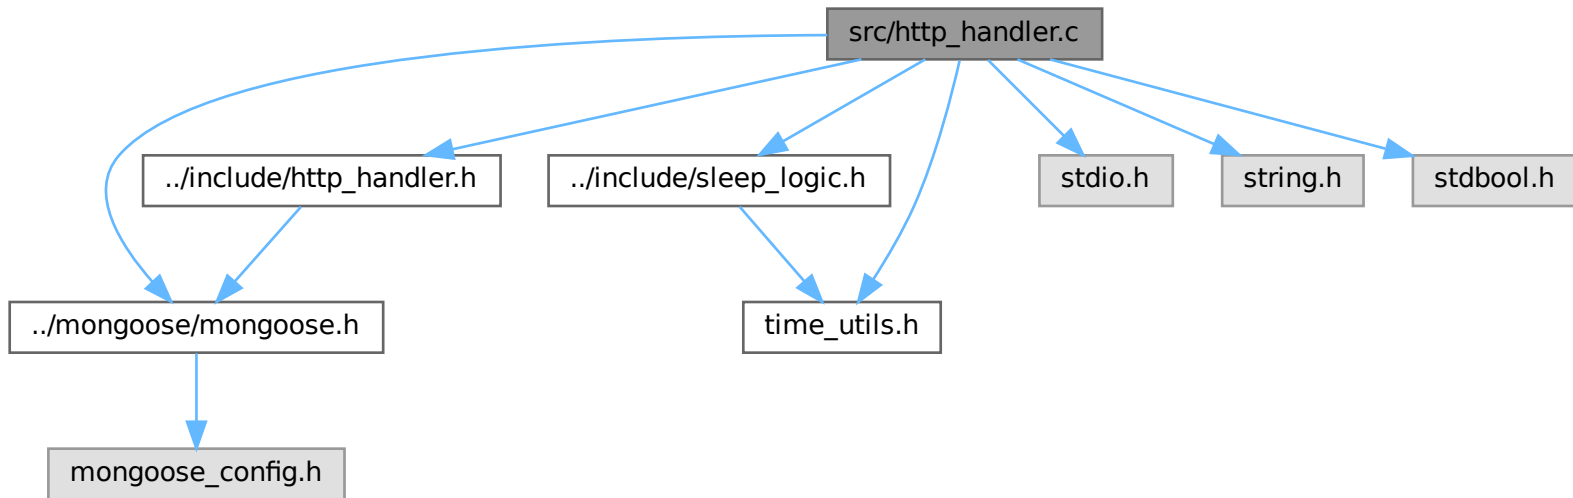 src/http_handler.c
../include/http_handler.h
../include/sleep_logic.h
stdio.h
string.h
stdbool.h
../mongoose/mongoose.h
time_utils.h
mongoose_config.h